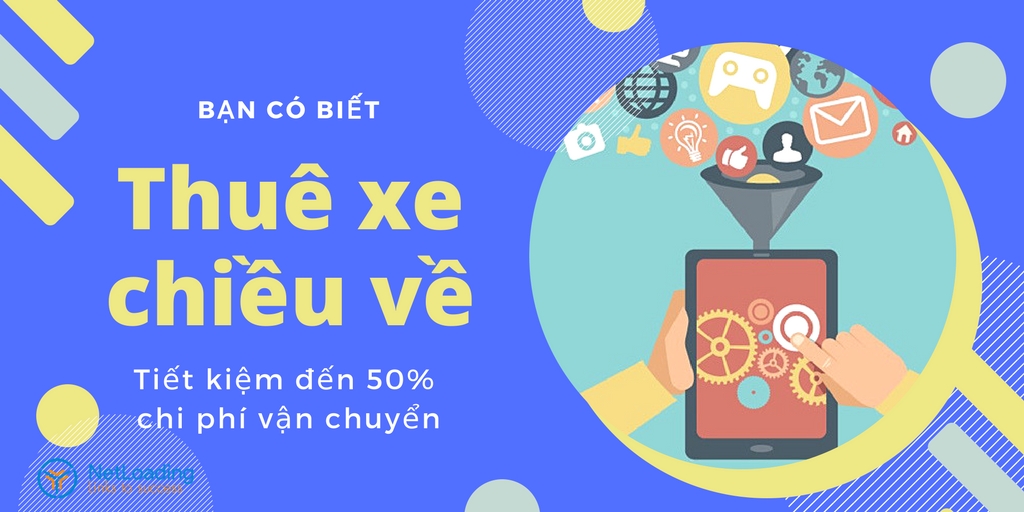 BẠN CÓ BIẾT
Thuê xe
chiều về
Tiết kiệm đến 50%
chi phí vận chuyển
NetLoading